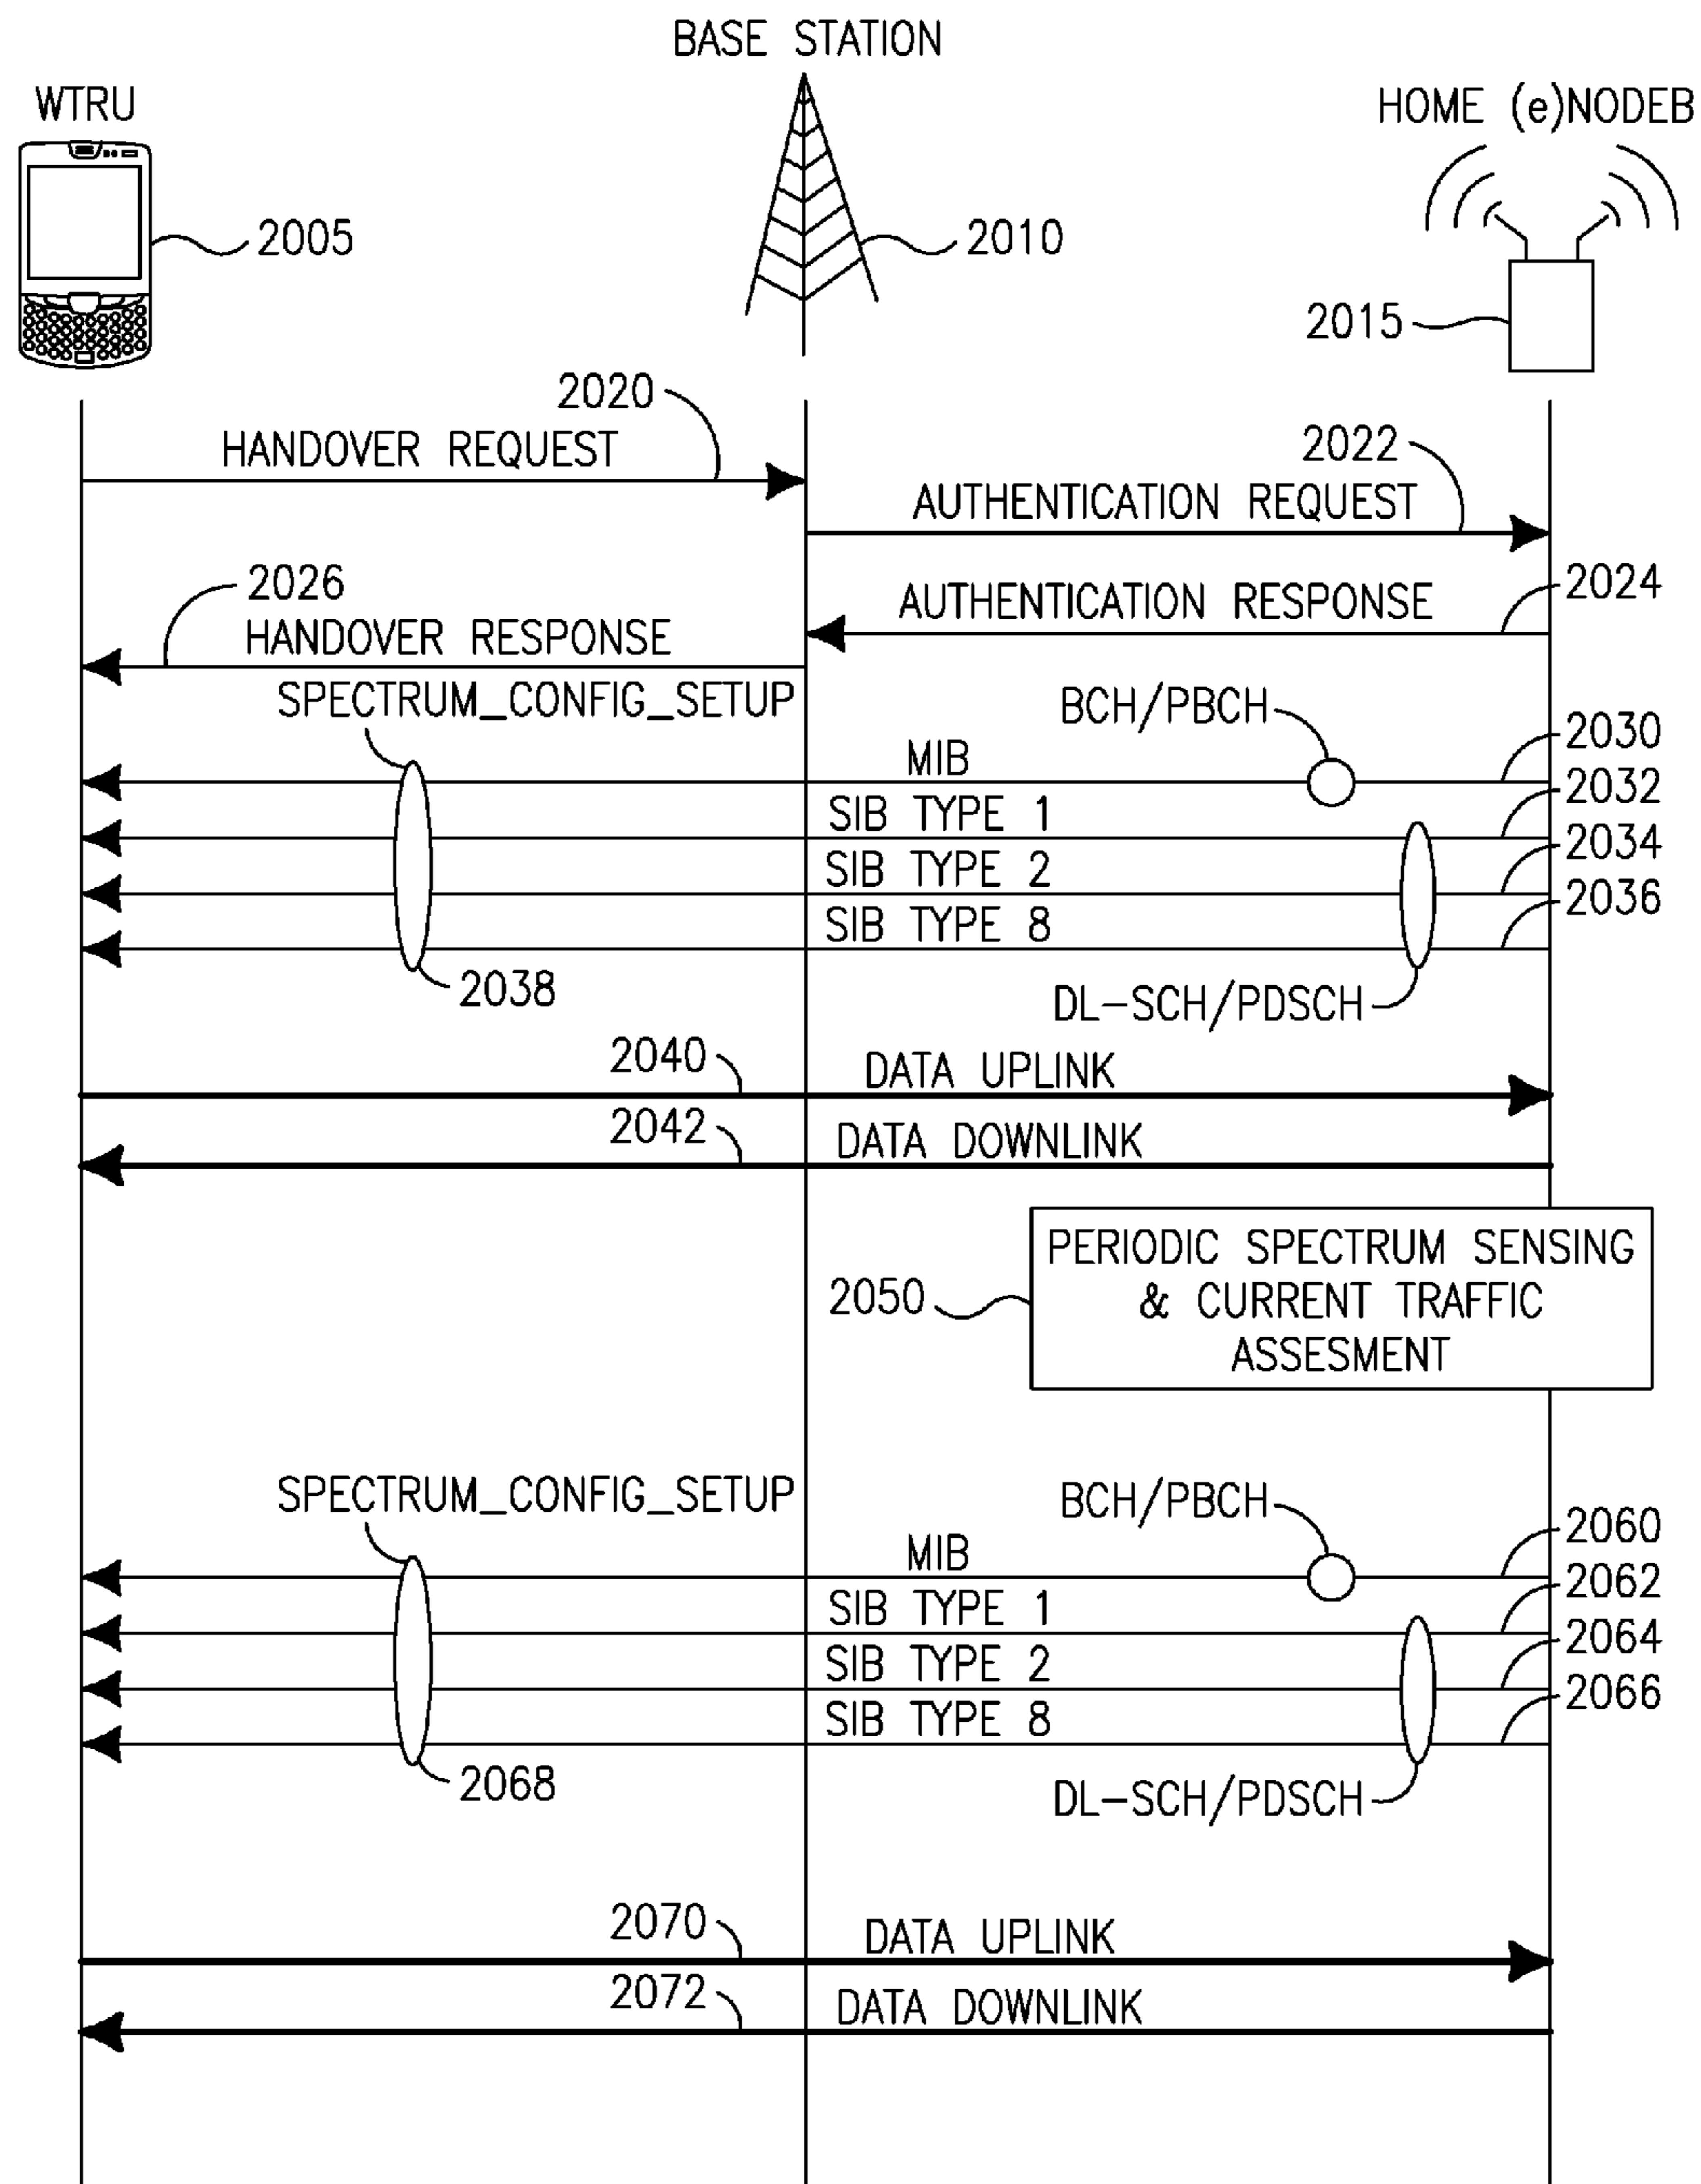 BASE STATION
WTRU
HOME (e)NODEB
2005
2010
2015
2020
HANDOVER REQUEST
2022
AUTHENTICATION REQUEST
2026
2024
AUTHENTICATION RESPONSE
HANDOVER RESPONSE
SPECTRUM_CONFIG_SETUP
BCH/PBCH
2030
MIB
2032
SIB TYPE 1
2034
SIB TYPE 2
2036
SIB TYPE 8
2038
DL-SCH/PDSCH
2040
DATA UPLINK
2042
DATA DOWNLINK
PERIODIC SPECTRUM SENSING
2050
& CURRENT TRAFFIC
ASSESMENT
SPECTRUM_CONFIG_SETUP
BCH/PBCH
2060
MIB
2062
SIB TYPE 1
2064
SIB TYPE 2
2066
SIB TYPE 8
2068
DL-SCH/PDSCH
2070
DATA UPLINK
2072
DATA DOWNLINK